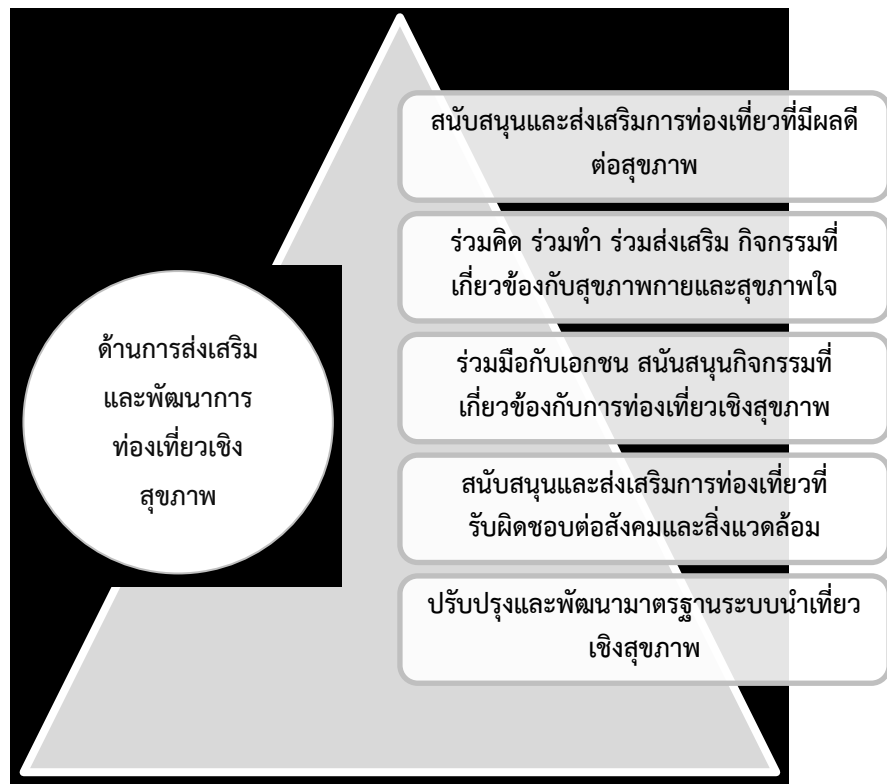 สนับสนุนและส่งเสริมการท่องเที่ยวที่มีผลดี
ต่อสุขภาพ
ร่วมคิด ร่วมทำ ร่วมส่งเสริม กิจกรรมที่
เกี่ยวข้องกับสุขภาพกายและสุขภาพใจ
ด้านการส่งเสริม
และพัฒนาการ
ท่องเที่ยวเชิง
สุขภาพ
ร่วมมือกับเอกชน สนันสนุนกิจกรรมที่
เกี่ยวข้องกับการท่องเที่ยวเชิงสุขภาพ
สนับสนุนและส่งเสริมการท่องเที่ยวที่
รับผิดชอบต่อสังคมและสิ่งแวดล้อม
ปรับปรุงและพัฒนามาตรฐานระบบนำเที่ยว
เชิงสุขภาพ